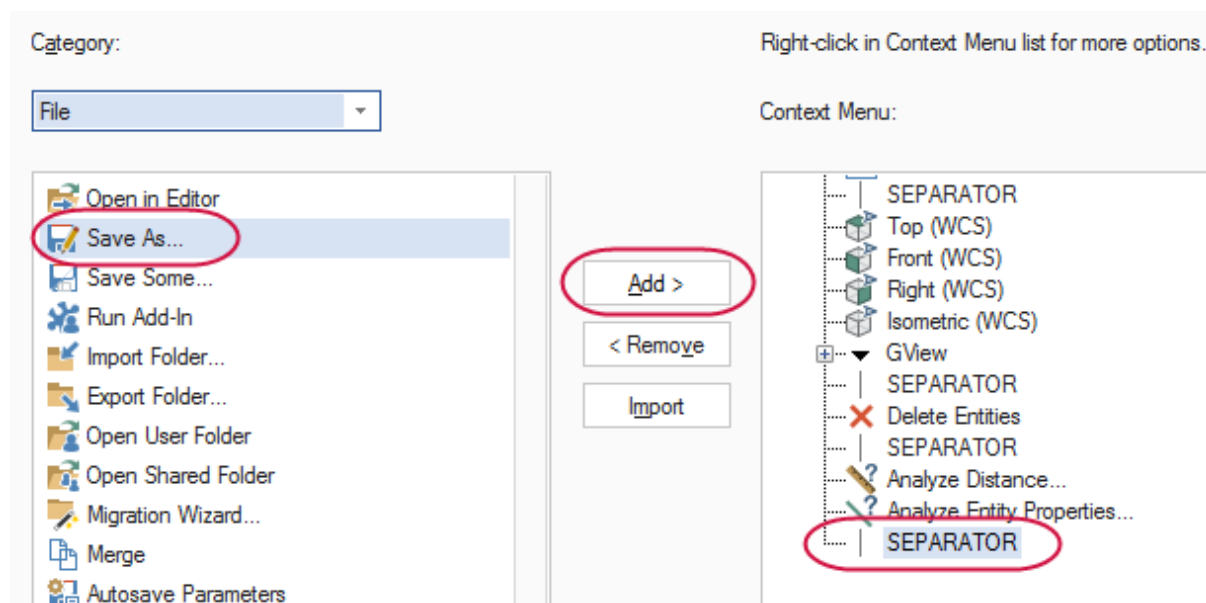 Category:
File
Open in Editor
Save As...
Save Some...
Run Add-In
Import Folder...
Export Folder...
Open User Folder
Open Shared Folder
Migration Wizard...
Merge
Autosave Parameters
Add >
< Remove
Import
Right-click in Context Menu list for more options.
Context Menu:
SEPARATOR
Top (WCS)
Front (WCS)
Right (WCS)
Isometric (WCS)
GView
SEPARATOR
Delete Entities
SEPARATOR
Analyze Distance...
Analyze Entity Properties...
SEPARATOR